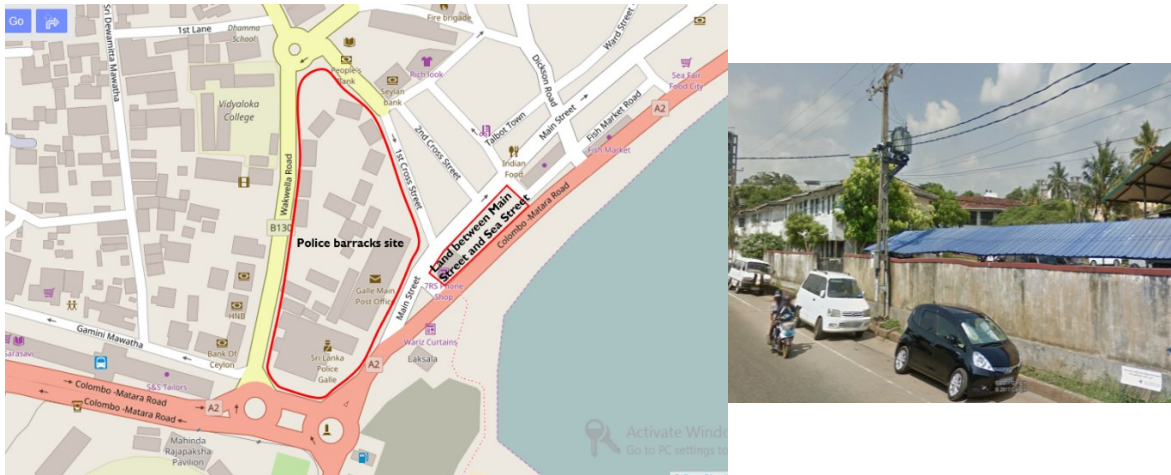 Go
1st Lane
Dhamma
School
Fire brigade
Sri Dewamitta Mawatha
Ward Street
People's
Bank
Rich look
Dickson Road
Sea Fair
Food City
Seylan
bank
Vidyaloka
College
A2
Talbot Town
Main Street
Fish Market Road
2nd Cross Street
Fish Market
1st Cross Street
Indian
Food
Wakwella Road
B130
Police barracks site
Land between Main
Street and Sea Street
Colombo -Matara Road
Galle Main
Post Office
7RS Phone
Shop
Main Street
HNB
Gamini Mawatha
Wariz Curtains
Bank Of
Ceylon
Sri Lanka
Police
Galle
A2
Laksala
S&S Tailors
Colombo -Matara Road
Colombo -Matara Road
A2
Mahinda
Rajapaksha
Pavilion
Activate Windo
Go to PC settings to